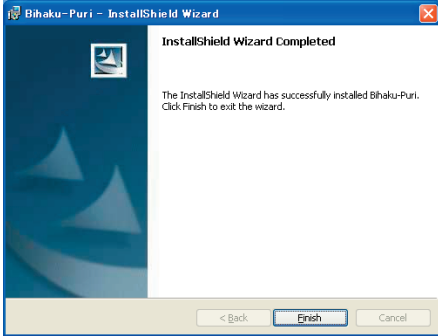 Bihaku-Puri - InstallShield Wizard
InstallShield Wizard Completed
The InstallShield Wizard has successfully installed Bihaku-Puri.
Click Finish to exit the wizard.
< Back Finish Cancel